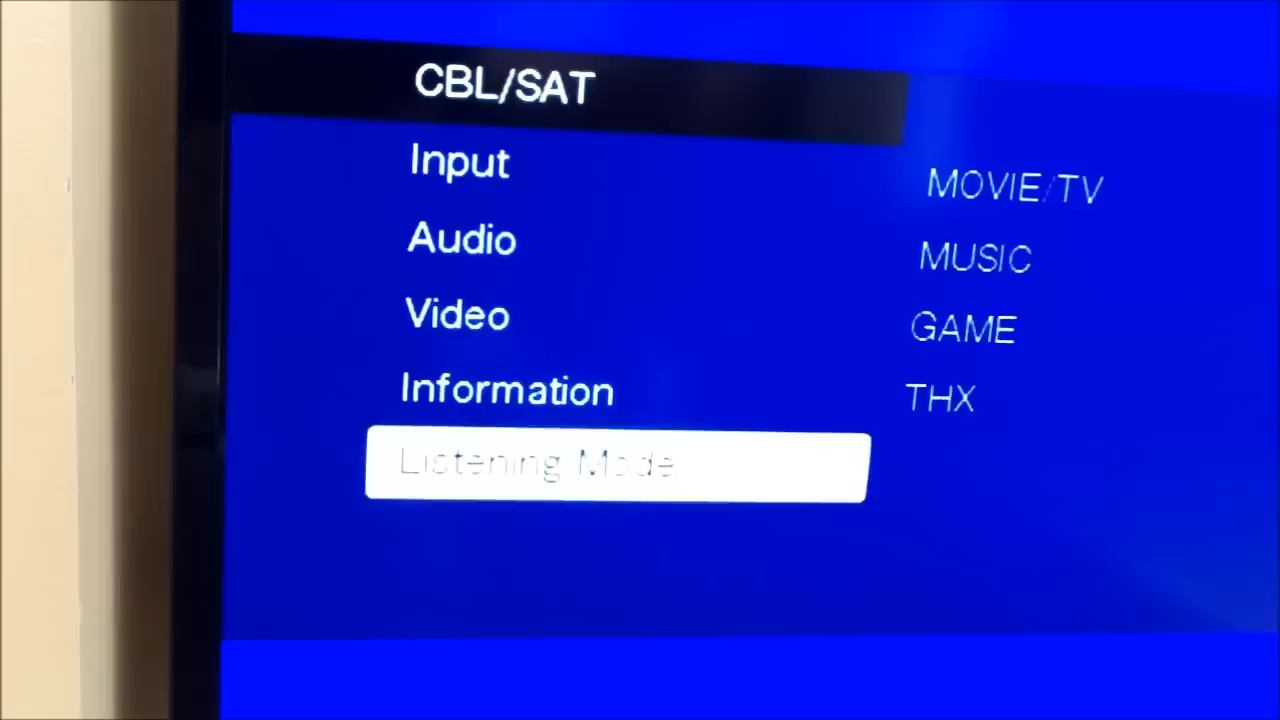 CBL/SAT
Input
Audio
Video
Information
Listening Mode
MOVIE/TV
MUSIC
GAME
THX